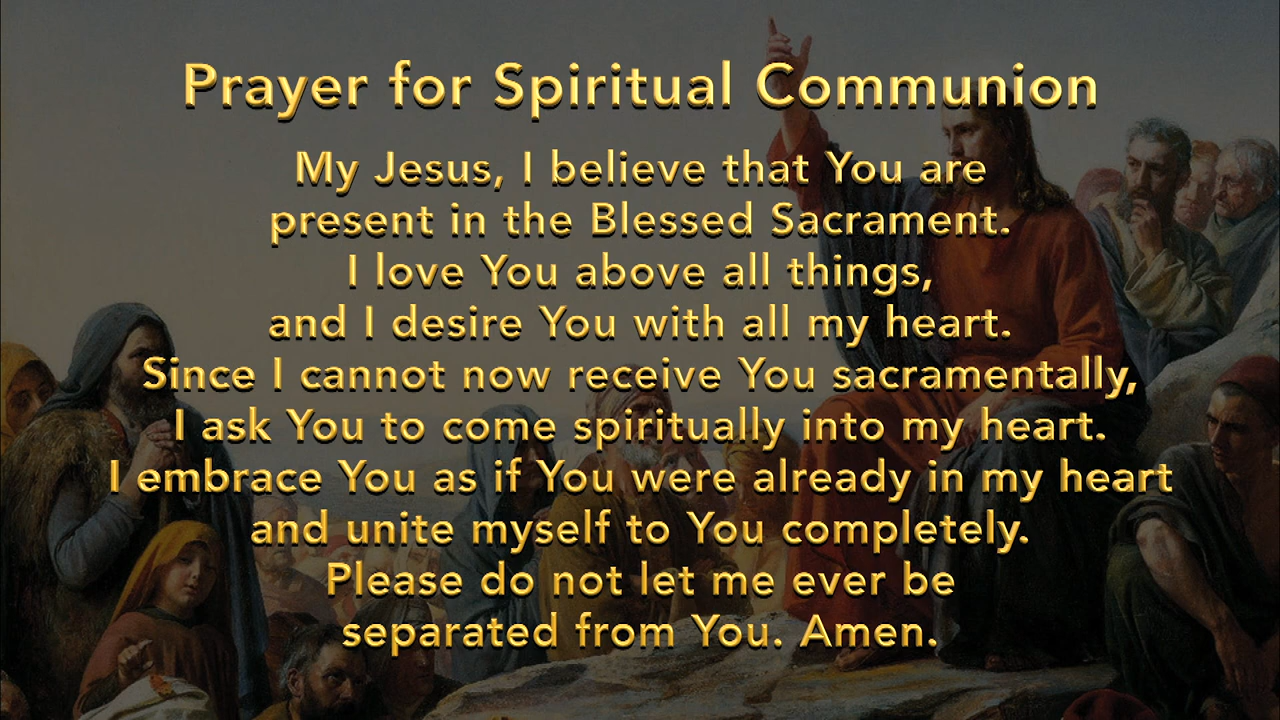 Prayer for Spiritual Communion
My Jesus, I believe that You are
present in the Blessed Sacrament.
I love You above all things,
and I desire You with all my heart.
Since I cannot now receive You sacramentally,
I ask You to come spiritually into my heart.
I embrace You as if You were already in my heart
and unite myself to You completely.
Please do not let me ever be
separated from You. Amen.